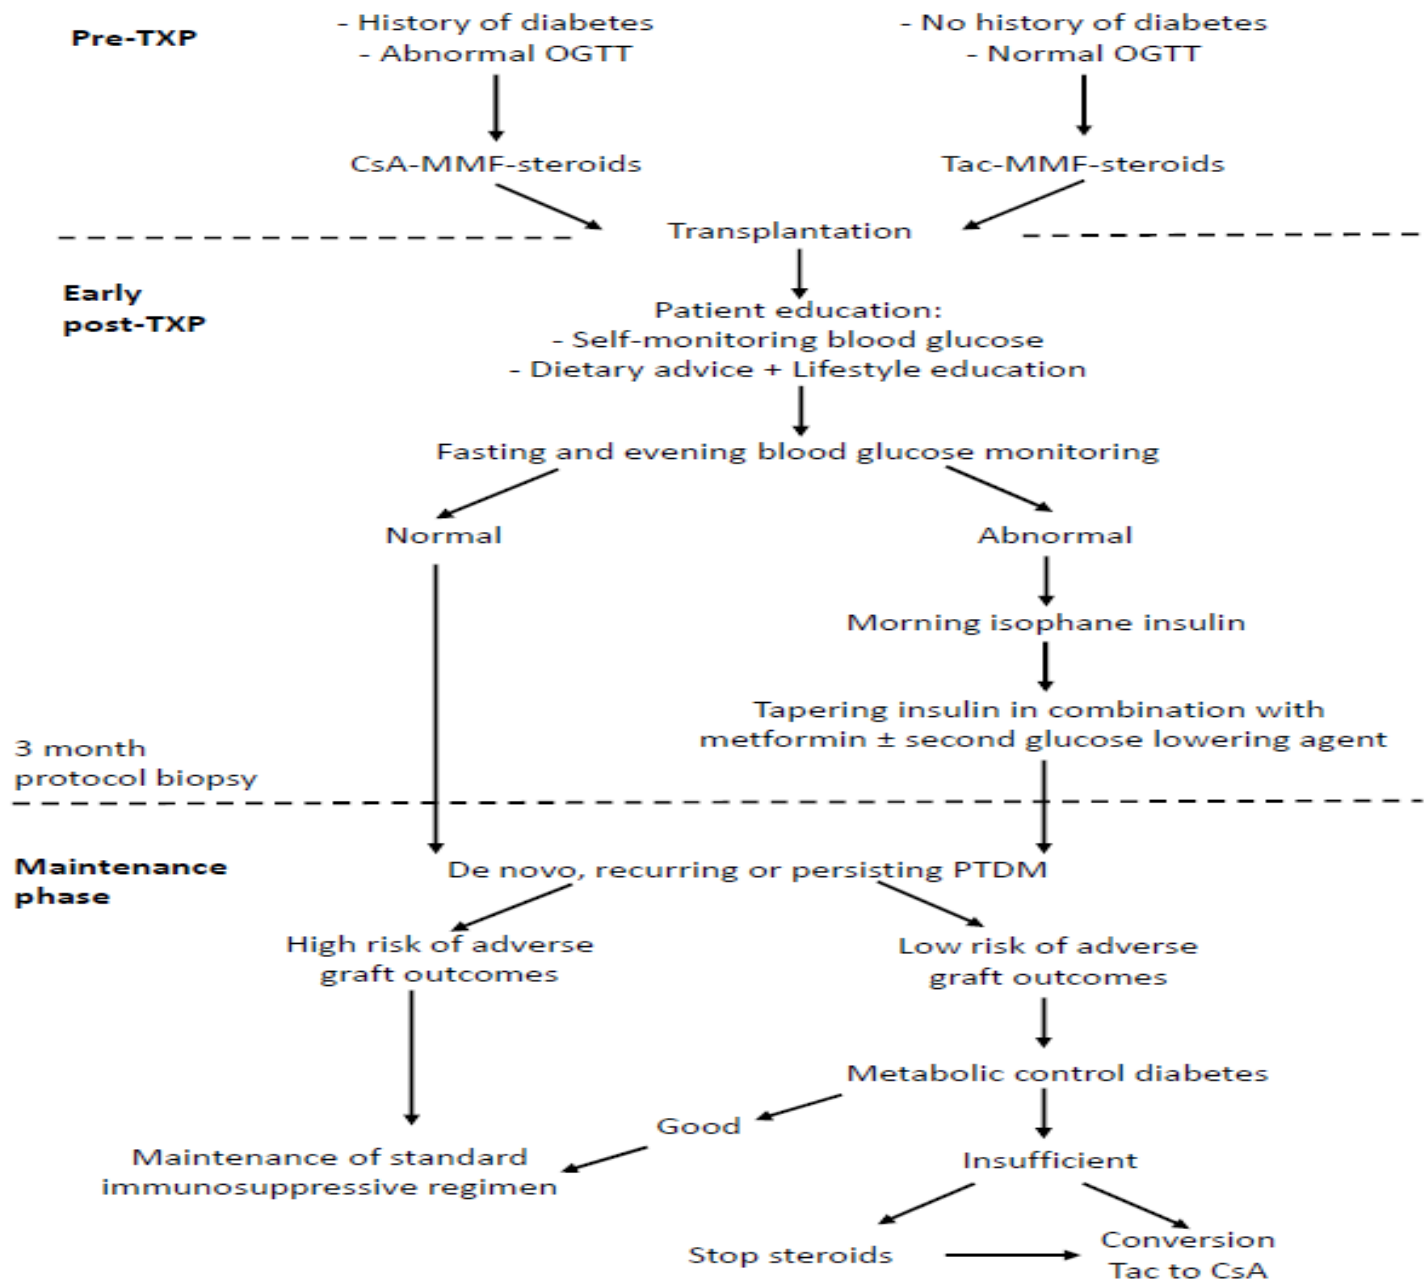 Pre-TXP
- History of diabetes
- Abnormal OGTT
- No history of diabetes
- Normal OGTT
CsA-MMF-steroids
Tac-MMF-steroids
Transplantation
Early
post-TXP
Patient education:
- Self-monitoring blood glucose
- Dietary advice + Lifestyle education
Fasting and evening blood glucose monitoring
Normal
Abnormal
Morning isophane insulin
Tapering insulin in combination with
metformin ± second glucose lowering agent
3 month
protocol biopsy
Maintenance
phase
De novo, recurring or persisting PTDM
High risk of adverse
graft outcomes
Low risk of adverse
graft outcomes
Metabolic control diabetes
Good
Insufficient
Maintenance of standard
immunosuppressive regimen
Stop steroids
Conversion
Tac to CsA